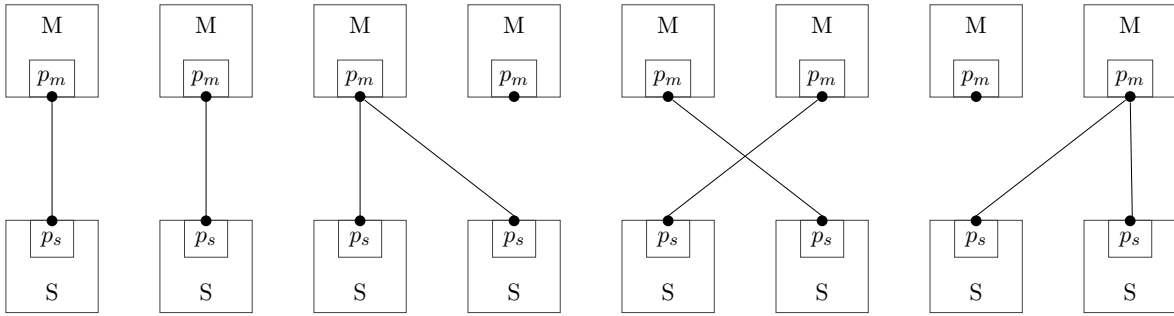 M M M M M M M M
p_m p_m p_m p_m p_m p_m p_m p_m
p_s p_s p_s p_s p_s p_s p_s p_s
S S S S S S S S